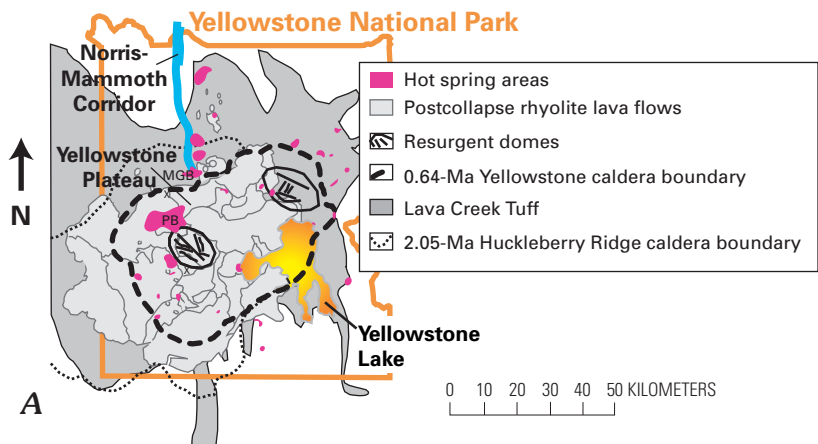 Yellowstone National Park
Norris-
Mammoth
Corridor
Hot spring areas
Postcollapse rhyolite lava flows
Resurgent domes
0.64-Ma Yellowstone caldera boundary
Lava Creek Tuff
2.05-Ma Huckleberry Ridge caldera boundary
N
Yellowstone
Plateau
MGB
X
PB
Yellowstone
Lake
A
0 10 20 30 40 50 KILOMETERS